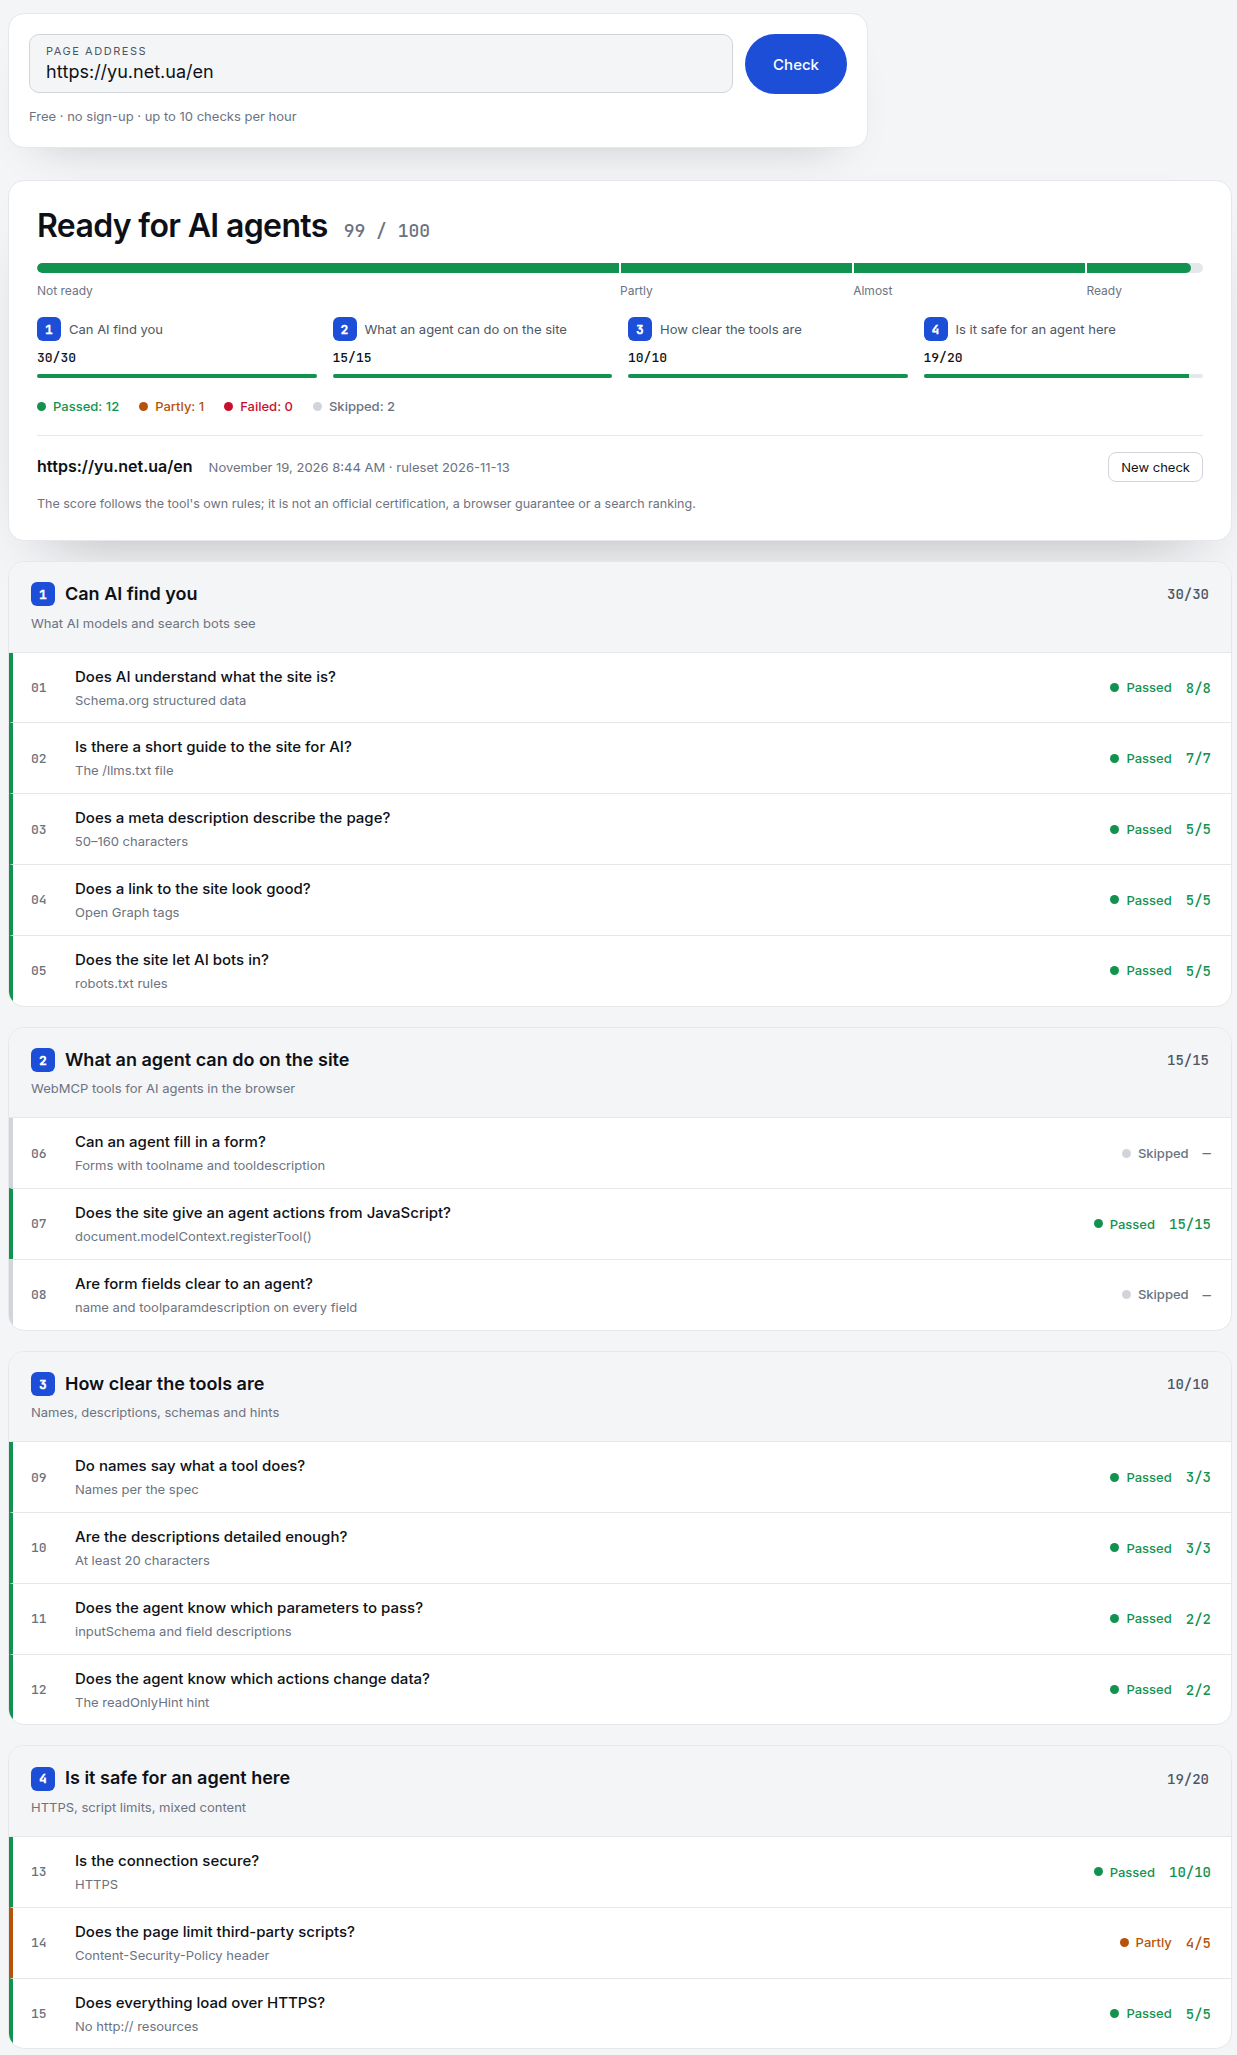 PAGE ADDRESS
https://yu.net.ua/en
Check
Free · no sign-up · up to 10 checks per hour
Ready for AI agents 99 / 100
Not ready Partly Almost Ready
1 Can AI find you
30/30
2 What an agent can do on the site
15/15
3 How clear the tools are
10/10
4 Is it safe for an agent here
19/20
Passed: 12 Partly: 1 Failed: 0 Skipped: 2
https://yu.net.ua/en November 19, 2026 8:44 AM · ruleset 2026-11-13 New check
The score follows the tool's own rules; it is not an official certification, a browser guarantee or a search ranking.
1 Can AI find you 30/30
What AI models and search bots see
01 Does AI understand what the site is? Passed 8/8
Schema.org structured data
02 Is there a short guide to the site for AI? Passed 7/7
The /llms.txt file
03 Does a meta description describe the page? Passed 5/5
50–160 characters
04 Does a link to the site look good? Passed 5/5
Open Graph tags
05 Does the site let AI bots in? Passed 5/5
robots.txt rules
2 What an agent can do on the site 15/15
WebMCP tools for AI agents in the browser
06 Can an agent fill in a form? Skipped —
Forms with toolname and tooldescription
07 Does the site give an agent actions from JavaScript? Passed 15/15
document.modelContext.registerTool()
08 Are form fields clear to an agent? Skipped —
name and toolparamdescription on every field
3 How clear the tools are 10/10
Names, descriptions, schemas and hints
09 Do names say what a tool does? Passed 3/3
Names per the spec
10 Are the descriptions detailed enough? Passed 3/3
At least 20 characters
11 Does the agent know which parameters to pass? Passed 2/2
inputSchema and field descriptions
12 Does the agent know which actions change data? Passed 2/2
The readOnlyHint hint
4 Is it safe for an agent here 19/20
HTTPS, script limits, mixed content
13 Is the connection secure? Passed 10/10
HTTPS
14 Does the page limit third-party scripts? Partly 4/5
Content-Security-Policy header
15 Does everything load over HTTPS? Passed 5/5
No http:// resources